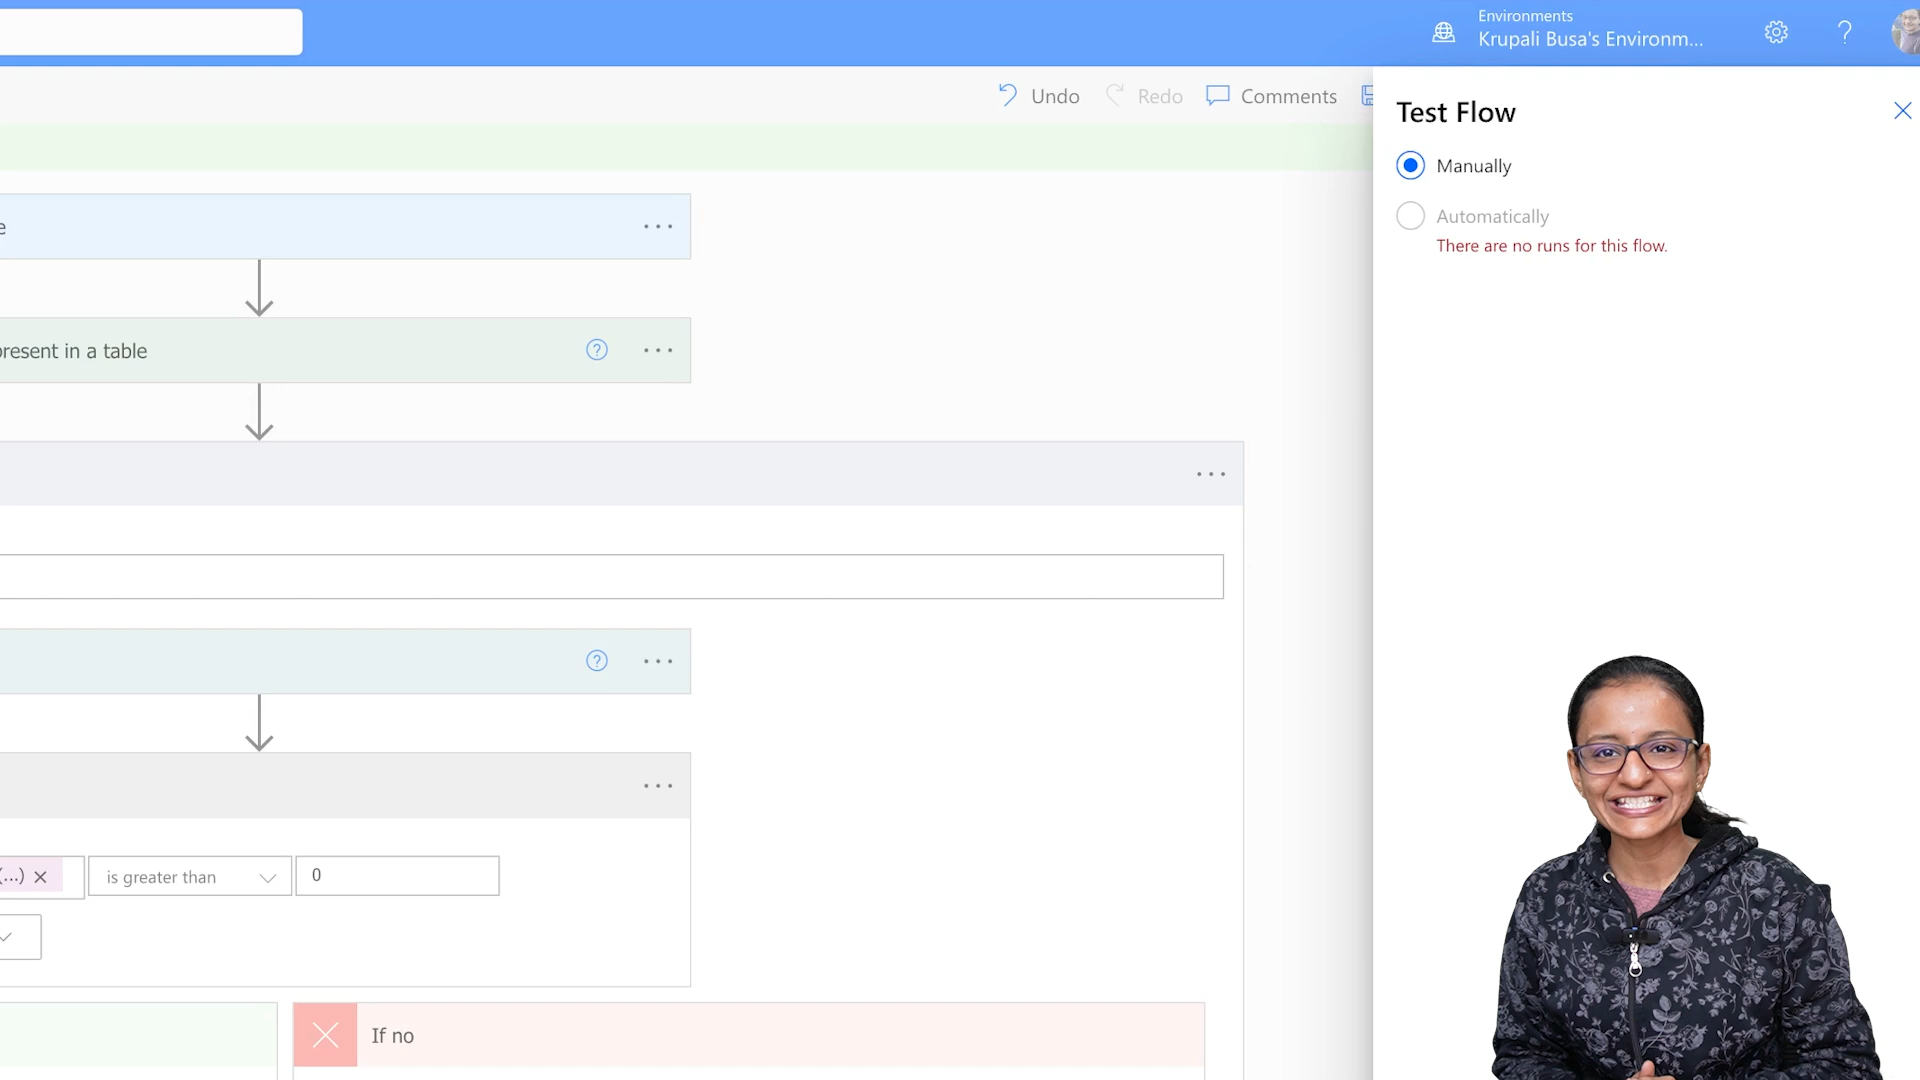 Environments
Krupali Busa's Environm...
Undo
Redo
Comments
Test Flow
Manually
Automatically
There are no runs for this flow.
e
present in a table
(...)
is greater than
0
If no